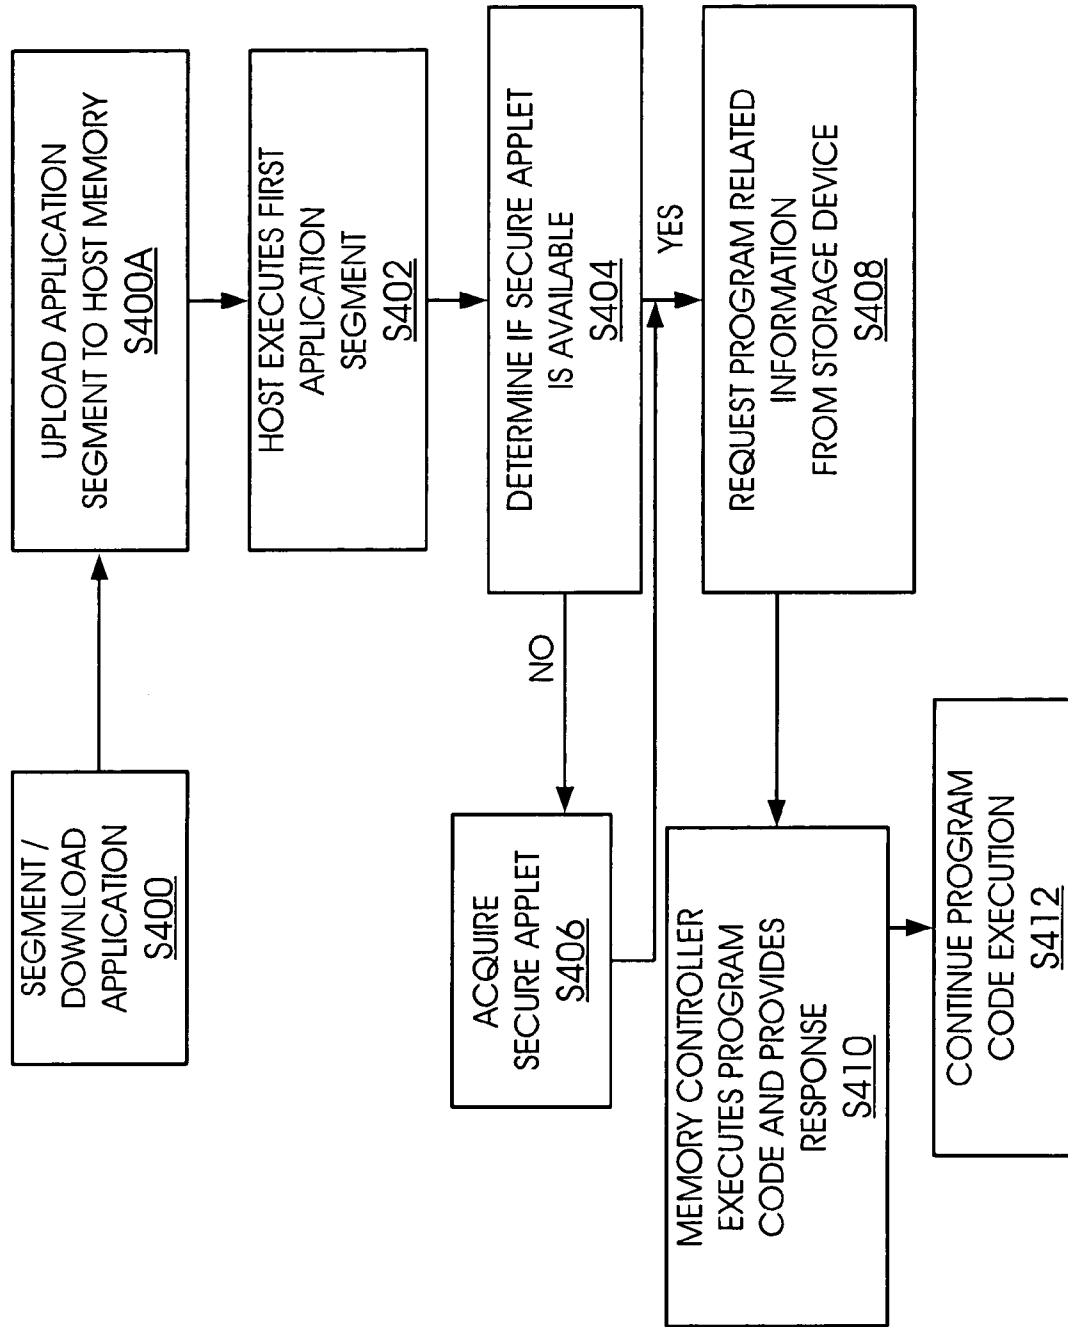 SEGMENT /
DOWNLOAD
APPLICATION
S400
UPLOAD APPLICATION
SEGMENT TO HOST MEMORY
S400A
HOST EXECUTES FIRST
APPLICATION
SEGMENT
S402
DETERMINE IF SECURE APPLET
IS AVAILABLE
S404
NO
YES
ACQUIRE
SECURE APPLET
S406
REQUEST PROGRAM RELATED
INFORMATION
FROM STORAGE DEVICE
S408
MEMORY CONTROLLER
EXECUTES PROGRAM
CODE AND PROVIDES
RESPONSE
S410
CONTINUE PROGRAM
CODE EXECUTION
S412